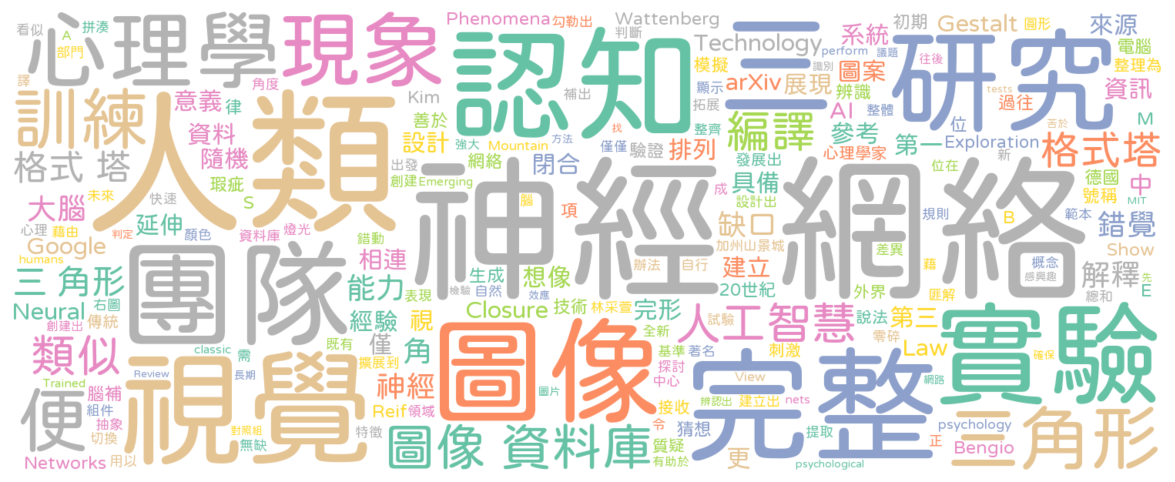 心理學
現象
認知
三
研究
人類
訓練
神經
網絡
團隊
圖像
視覺
完整
實驗
三角形
便
類似
圖像 資料庫
人工智慧
格式塔
格式 塔
編譯
三 角形
大腦
看似
A
拼湊
部門
譯
角度
Phenomena
勾勒出
Wattenberg
判斷
初期
Gestalt
圓形
來源
Technology
系統
perform
議題
往後
電腦
整理為
模擬
識別
圖案
顯示
arXiv
展現
辨識
tests
過往
資訊
拓展
AI
整體
意義
律
Kim
補出
善於
資料
設計
強大
Mountain
方法
找
僅僅
驗證
整齊
排列
參考
心理學家
第一
位
Exploration
苦於
新
M
隨機
出發
網絡
閉合
發展出
具備
位在
德國
號稱
中
MIT
瑕疵
創建
Emerging
腦
成
設計出
規則
B
範本
錯覺
未來
快速
S
項
缺口
加州山景城
差異
延伸
顏色
心理
藉由
判定
資料庫
燈光
錯動
相連
辦法
自行
建立
藉
概念
感興趣
Show
Google
humans
檢驗
生成
自然
想像
20世紀
外界
匪解
解釋
總和
先
E
能力
表現
效應
技術
林采萱
完形
Neural
右圖
傳統
創建出
經驗
視
Closure
全新
試驗
說法
第三
零碎
既有
僅
角
基準
著名
刺激
Law
確保
classic
需
擴展到
探討
中心
Trained
Review
長期
神經
圖片
View
網路
腦補
組件
抽象
對照組
Reif
領域
接收
辨認出
建立出
nets
切換
無缺
特徵
令
猜想
提取
正
psychology
Networks
用以
質疑
有助於
更
psychological
Bengio